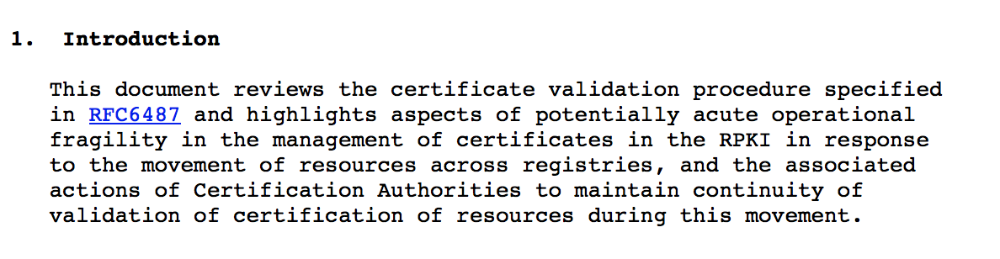 1.  Introduction
This document reviews the certificate validation procedure specified
in RFC6487 and highlights aspects of potentially acute operational
fragility in the management of certificates in the RPKI in response
to the movement of resources across registries, and the associated
actions of Certification Authorities to maintain continuity of
validation of certification of resources during this movement.